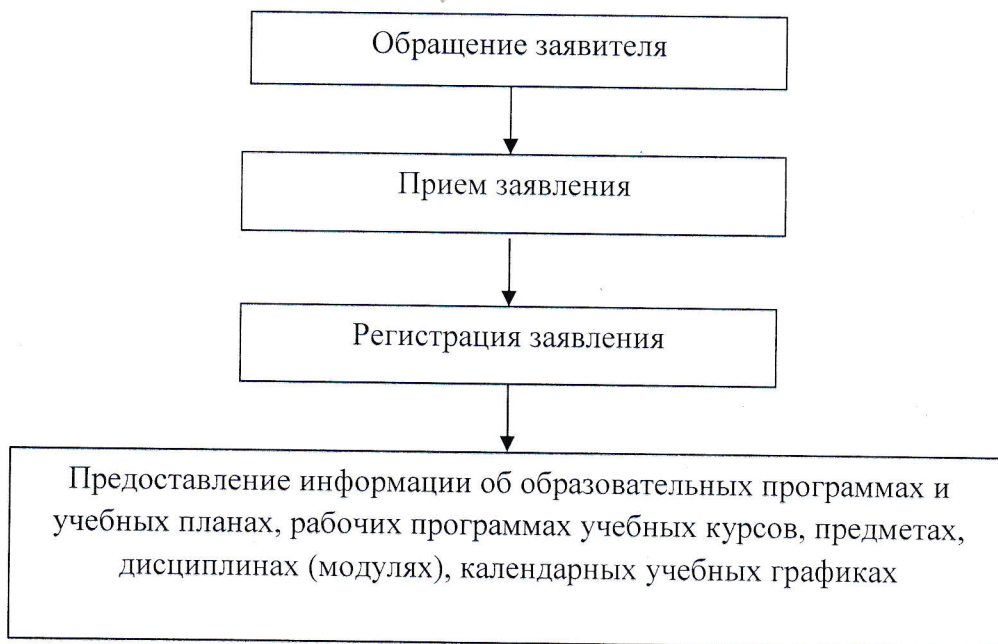 Обращение заявителя
Прием заявления
Регистрация заявления
Предоставление информации об образовательных программах и
учебных планах, рабочих программах учебных курсов, предметах,
дисциплинах (модулях), календарных учебных графиках